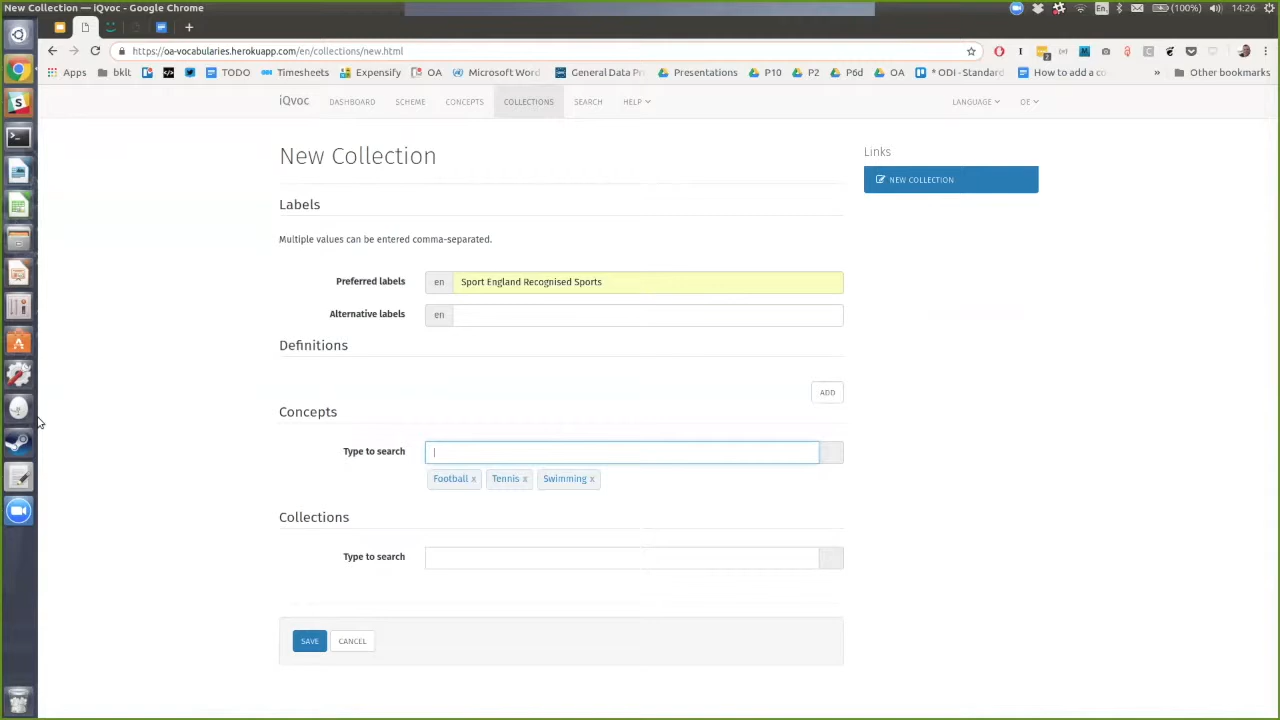 New Collection — iQvoc - Google Chrome
En
(100%)
14:26
https://oa-vocabularies.herokuapp.com/en/collections/new.html
Apps
bklt
TODO
Timesheets
Expensify
OA
Microsoft Word
General Data Pr
Presentations
P10
P2
P6d
OA
* ODI - Standard
How to add a co
»
Other bookmarks
iQvoc
DASHBOARD
SCHEME
CONCEPTS
COLLECTIONS
SEARCH
HELP
LANGUAGE
OE
New Collection
Links
NEW COLLECTION
Labels
Multiple values can be entered comma-separated.
Preferred labels
en
Sport England Recognised Sports
Alternative labels
en
Definitions
ADD
Concepts
Type to search
Football x
Tennis x
Swimming x
Collections
Type to search
SAVE
CANCEL